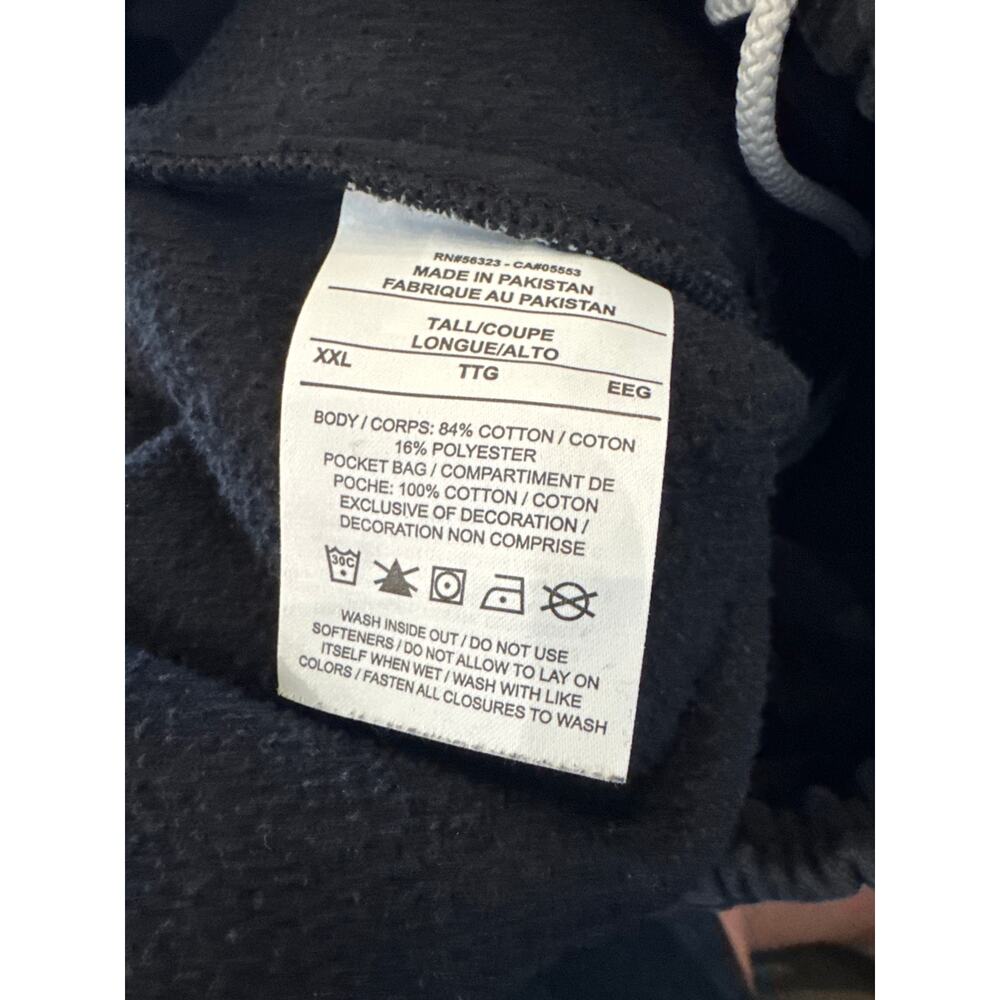 RN#56323 - CA#05553
MADE IN PAKISTAN
FABRIQUE AU PAKISTAN
TALL/COUPE
LONGUE/ALTO
XXL TTG EEG
BODY / CORPS: 84% COTTON / COTON
16% POLYESTER
POCKET BAG / COMPARTIMENT DE
POCHE: 100% COTTON / COTON
EXCLUSIVE OF DECORATION /
DECORATION NON COMPRISE
30C
WASH INSIDE OUT / DO NOT USE
SOFTENERS / DO NOT ALLOW TO LAY ON
ITSELF WHEN WET / WASH WITH LIKE
COLORS / FASTEN ALL CLOSURES TO WASH